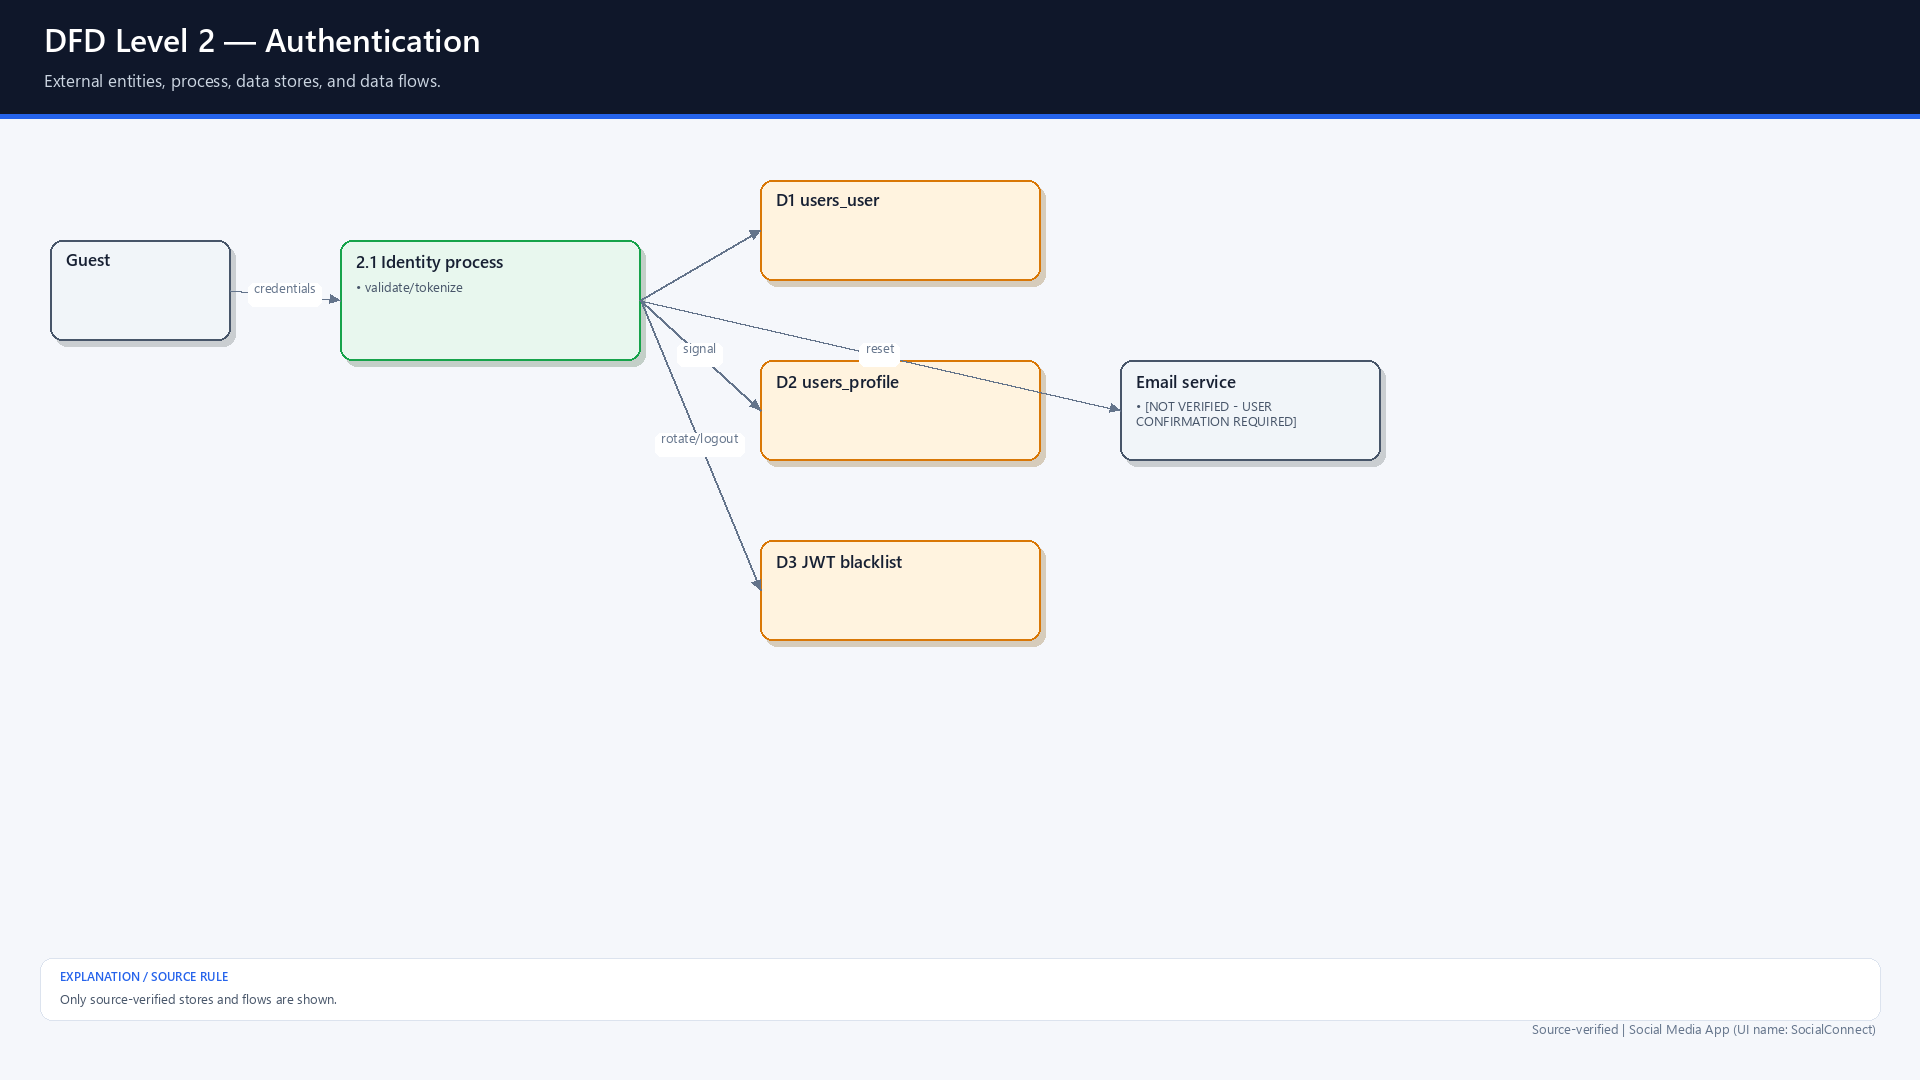 DFD Level 2 — Authentication
External entities, process, data stores, and data flows.
D1 users_user
Guest
2.1 Identity process
• validate/tokenize
credentials
signal
reset
D2 users_profile
Email service
• [NOT VERIFIED - USER
CONFIRMATION REQUIRED]
rotate/logout
D3 JWT blacklist
EXPLANATION / SOURCE RULE
Only source-verified stores and flows are shown.
Source-verified | Social Media App (UI name: SocialConnect)